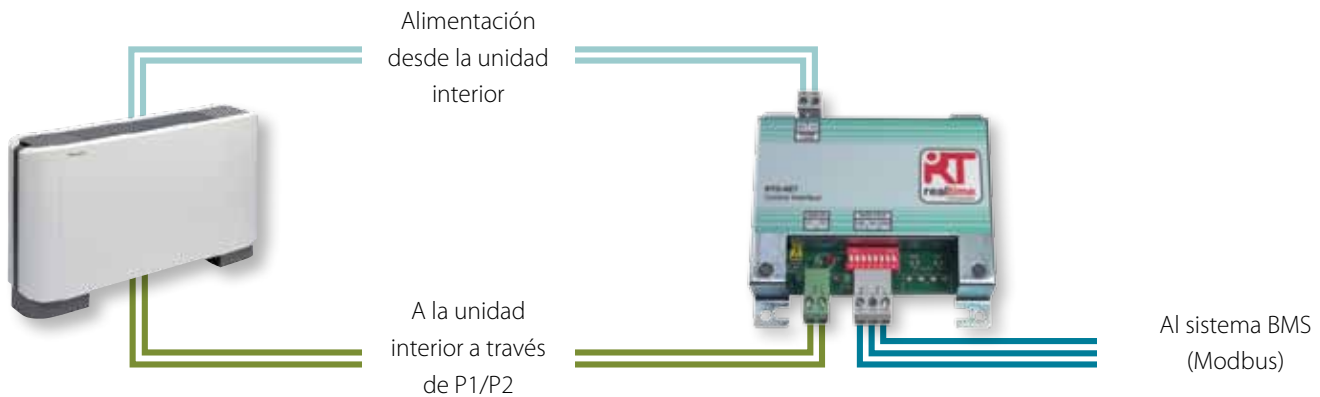 Alimentación
desde la unidad
interior
RT
realtime
A la unidad
interior a través
de P1/P2
Al sistema BMS
(Modbus)